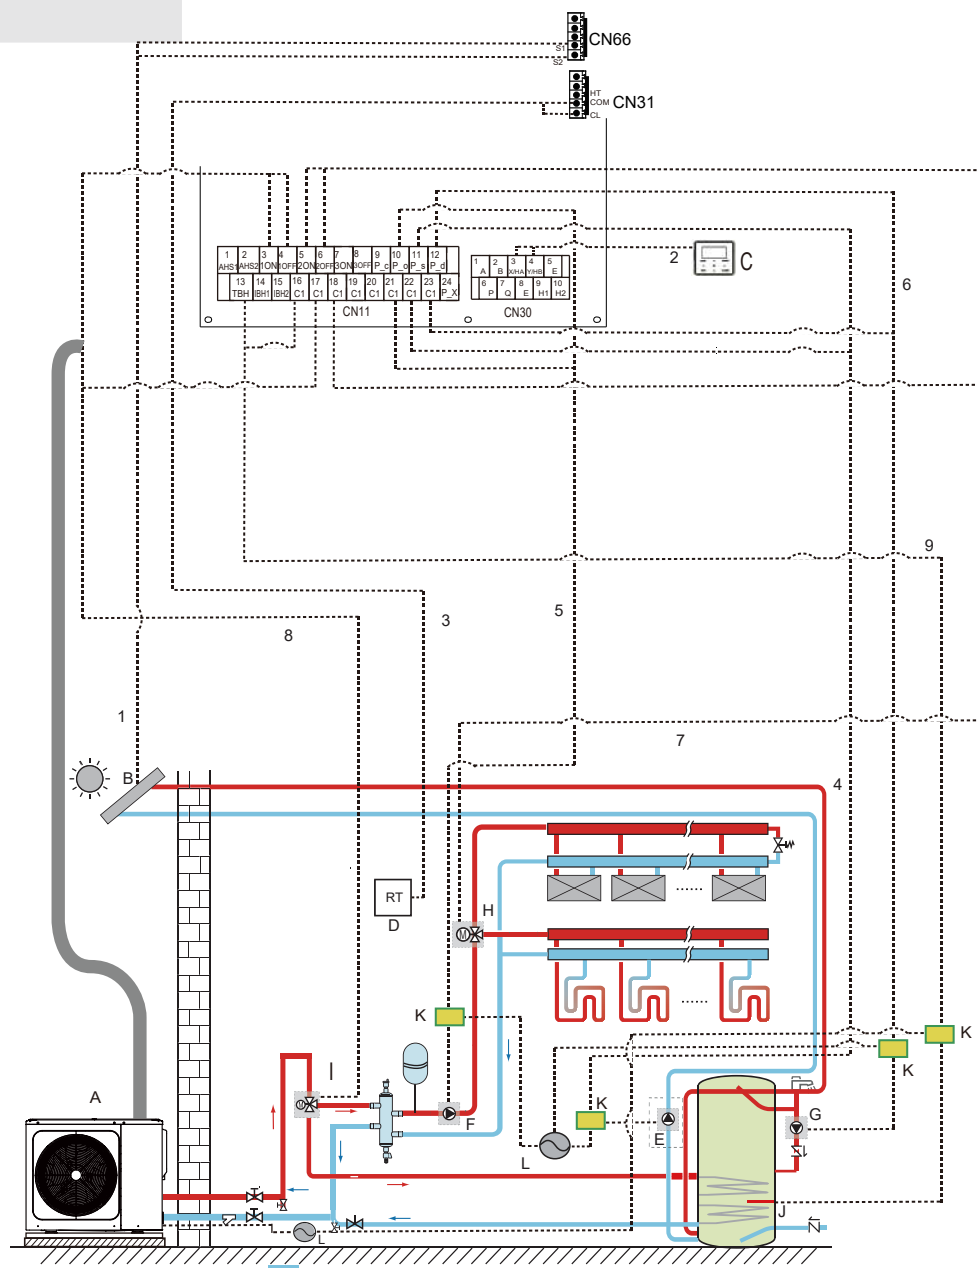 CN66
S1
S2
HT
COM CN31
CL
1 2 3 4 5 6 7 8 9 10 11 12
AHS1 AHS2 1ON 1OFF 2ON 2OFF 3ON 3OFF P_c P_o P_s P_d
13 14 15 16 17 18 19 20 21 22 23 24
TBH IBH1 IBH2 C1 C1 C1 C1 C1 C1 C1 C1 P_X
CN11
1 2 3 4 5
A B X/HA Y/HB E
6 7 8 9 10
P Q E H1 H2
CN30
2 C
6
9
5
3
8
1
7
B
4
RT
D
H
M
K
K
K
I
A
M
F
K
G
E
L
J
L